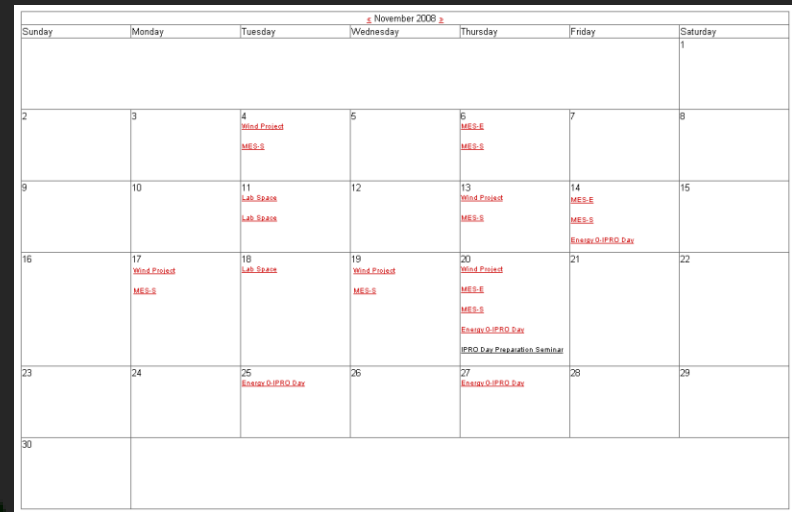 « November 2008 »
Sunday Monday Tuesday Wednesday Thursday Friday Saturday
1
2 3 4 5 6 7 8
Wind Project MES-E
MES-S MES-S
9 10 11 12 13 14 15
Lab Space Wind Project MES-E
Lab Space MES-S MES-S
Energy 0-IPRO Day
16 17 18 19 20 21 22
Wind Project Lab Space Wind Project Wind Project
MES-S MES-S MES-E
MES-S
Energy 0-IPRO Day
IPRO Day Preparation Seminar
23 24 25 26 27 28 29
Energy 0-IPRO Day Energy 0-IPRO Day
30